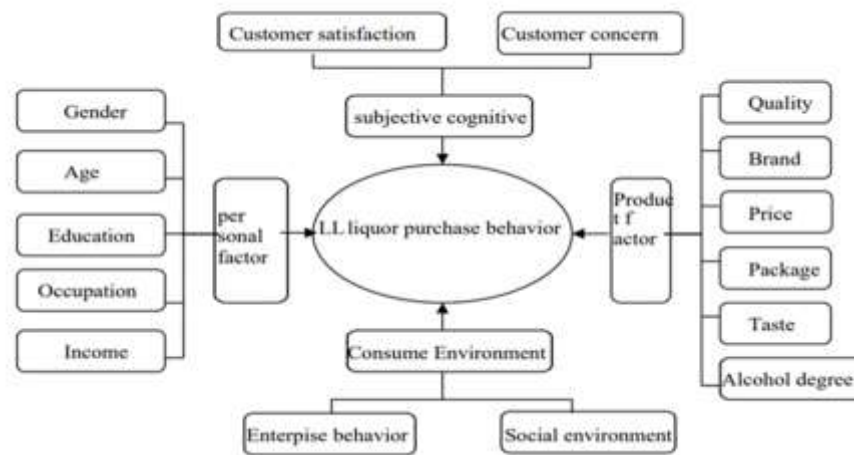 Customer satisfaction
Customer concern
subjective cognitive
Gender
Age
Education
Occupation
Income
per
sonal
factor
LL liquor purchase behavior
Produc
t f
actor
Quality
Brand
Price
Package
Taste
Alcohol degree
Consume Environment
Enterpise behavior
Social environment